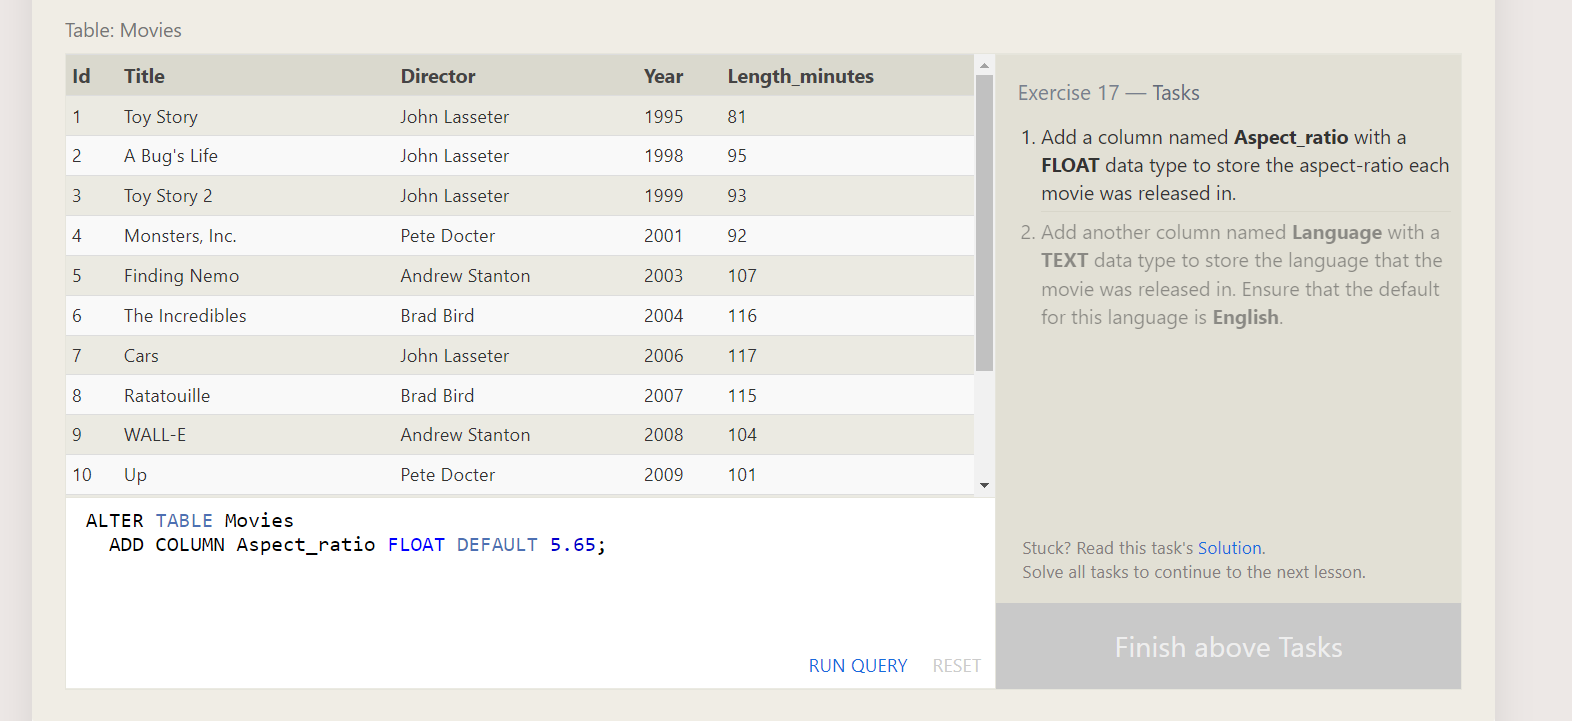 Table: Movies
Id Title Director Year Length_minutes
1 Toy Story John Lasseter 1995 81
2 A Bug's Life John Lasseter 1998 95
3 Toy Story 2 John Lasseter 1999 93
4 Monsters, Inc. Pete Docter 2001 92
5 Finding Nemo Andrew Stanton 2003 107
6 The Incredibles Brad Bird 2004 116
7 Cars John Lasseter 2006 117
8 Ratatouille Brad Bird 2007 115
9 WALL-E Andrew Stanton 2008 104
10 Up Pete Docter 2009 101
ALTER TABLE Movies
ADD COLUMN Aspect_ratio FLOAT DEFAULT 5.65;
RUN QUERY RESET
Exercise 17 — Tasks
1. Add a column named Aspect_ratio with a
FLOAT data type to store the aspect-ratio each
movie was released in.
2. Add another column named Language with a
TEXT data type to store the language that the
movie was released in. Ensure that the default
for this language is English.
Stuck? Read this task's Solution.
Solve all tasks to continue to the next lesson.
Finish above Tasks